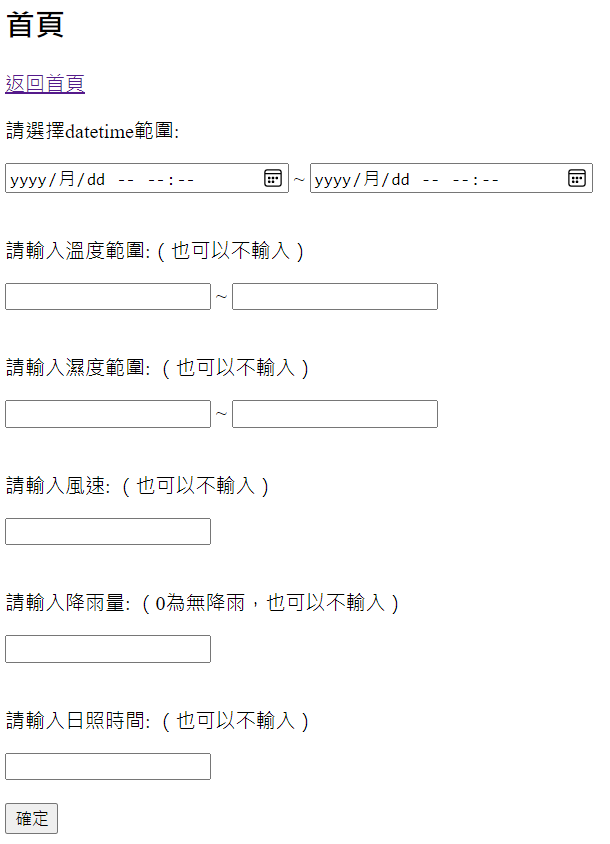 首頁
返回首頁
請選擇datetime範圍:
yyyy/月/dd -- --:-- ~ yyyy/月/dd -- --:--
請輸入溫度範圍:（也可以不輸入）
~
請輸入濕度範圍: （也可以不輸入）
~
請輸入風速: （也可以不輸入）
請輸入降雨量: （0為無降雨，也可以不輸入）
請輸入日照時間: （也可以不輸入）
確定